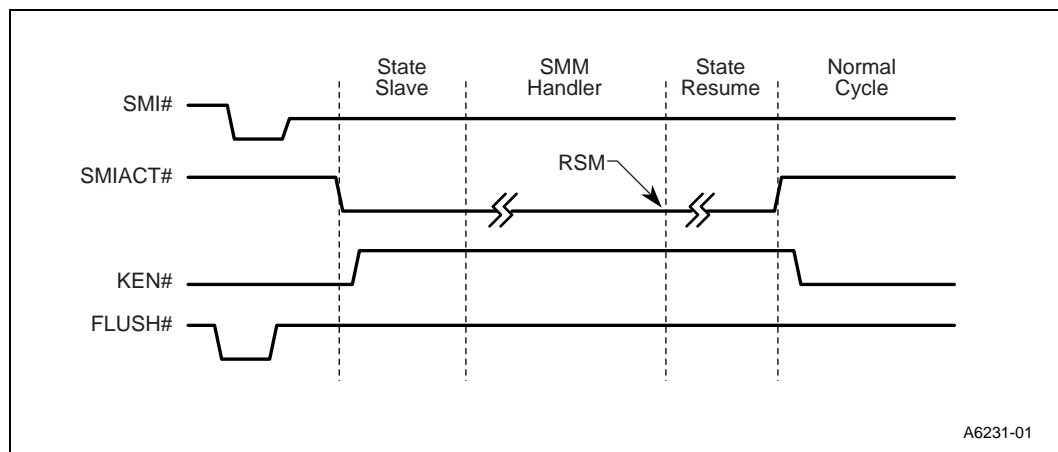 State
Slave
SMM
Handler
State
Resume
Normal
Cycle
SMI#
SMIACT#
RSM
KEN#
FLUSH#
A6231-01